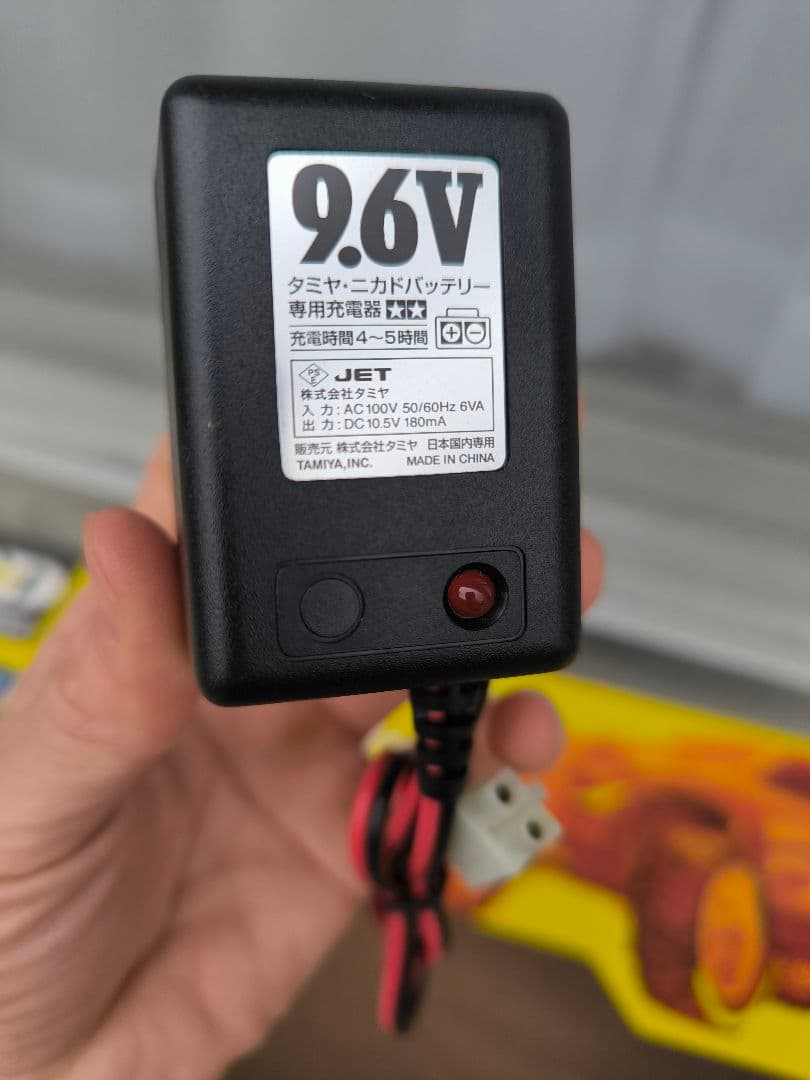 9.6V
タミヤ・ニカドバッテリー
専用充電器
充電時間4〜5時間
PS
E
JET
株式会社タミヤ
入力:AC100V 50/60Hz 6VA
出力:DC10.5V 180mA
販売元 株式会社タミヤ 日本国内専用
TAMIYA,INC. MADE IN CHINA